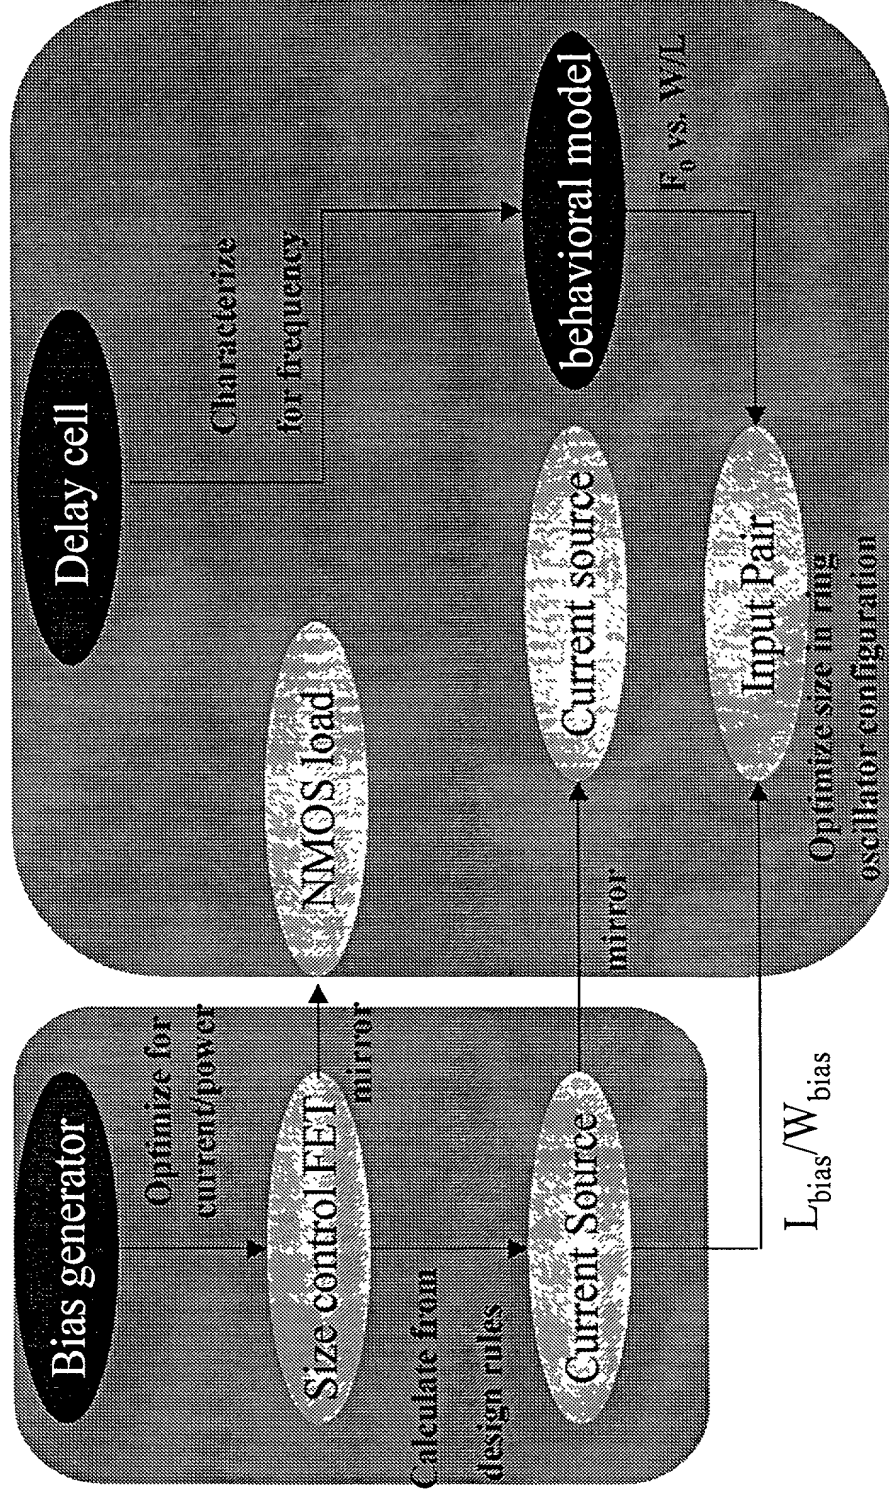 Bias generator
Optimize for
current/power
Size control FET
mirror
Calculate from
design rules
Current Source
L_bias/W_bias
Delay cell
Characterize
for frequency
NMOS load
behavioral model
Current source
mirror
F_0 vs. W/L
Input Pair
Optimize size in ring
oscillator configuration